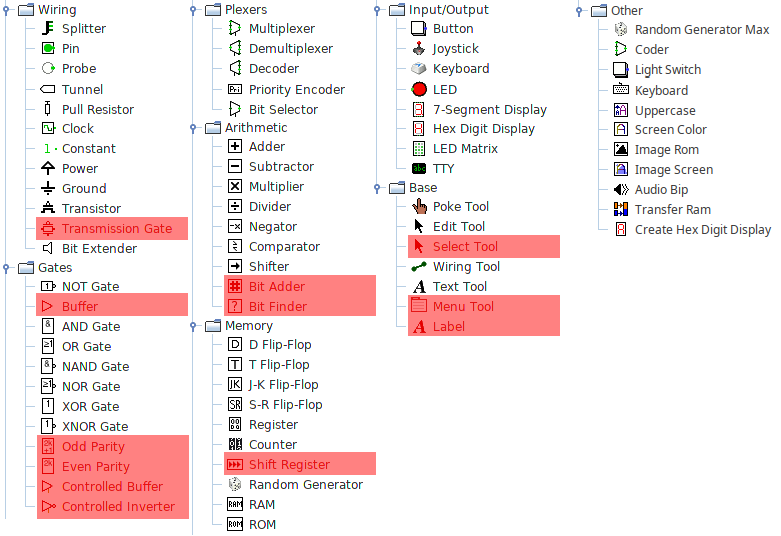 Wiring
Splitter
Pin
Probe
Tunnel
Pull Resistor
Clock
Constant
Power
Ground
Transistor
Transmission Gate
Bit Extender
Gates
NOT Gate
Buffer
AND Gate
OR Gate
NAND Gate
NOR Gate
XOR Gate
XNOR Gate
Odd Parity
Even Parity
Controlled Buffer
Controlled Inverter
Plexers
Multiplexer
Demultiplexer
Decoder
Priority Encoder
Bit Selector
Arithmetic
Adder
Subtractor
Multiplier
Divider
Negator
Comparator
Shifter
Bit Adder
Bit Finder
Memory
D Flip-Flop
T Flip-Flop
J-K Flip-Flop
S-R Flip-Flop
Register
Counter
Shift Register
Random Generator
RAM
ROM
Input/Output
Button
Joystick
Keyboard
LED
7-Segment Display
Hex Digit Display
LED Matrix
TTY
Base
Poke Tool
Edit Tool
Select Tool
Wiring Tool
Text Tool
Menu Tool
Label
Other
Random Generator Max
Coder
Light Switch
Keyboard
Uppercase
Screen Color
Image Rom
Image Screen
Audio Bip
Transfer Ram
Create Hex Digit Display